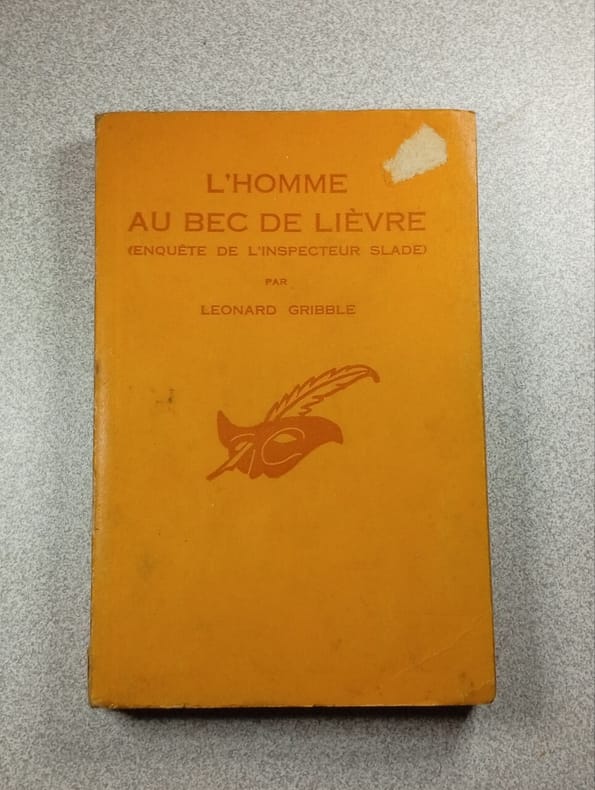 L'HOMME
AU BEC DE LIÈVRE
(ENQUÊTE DE L'INSPECTEUR SLADE)
PAR
LEONARD GRIBBLE